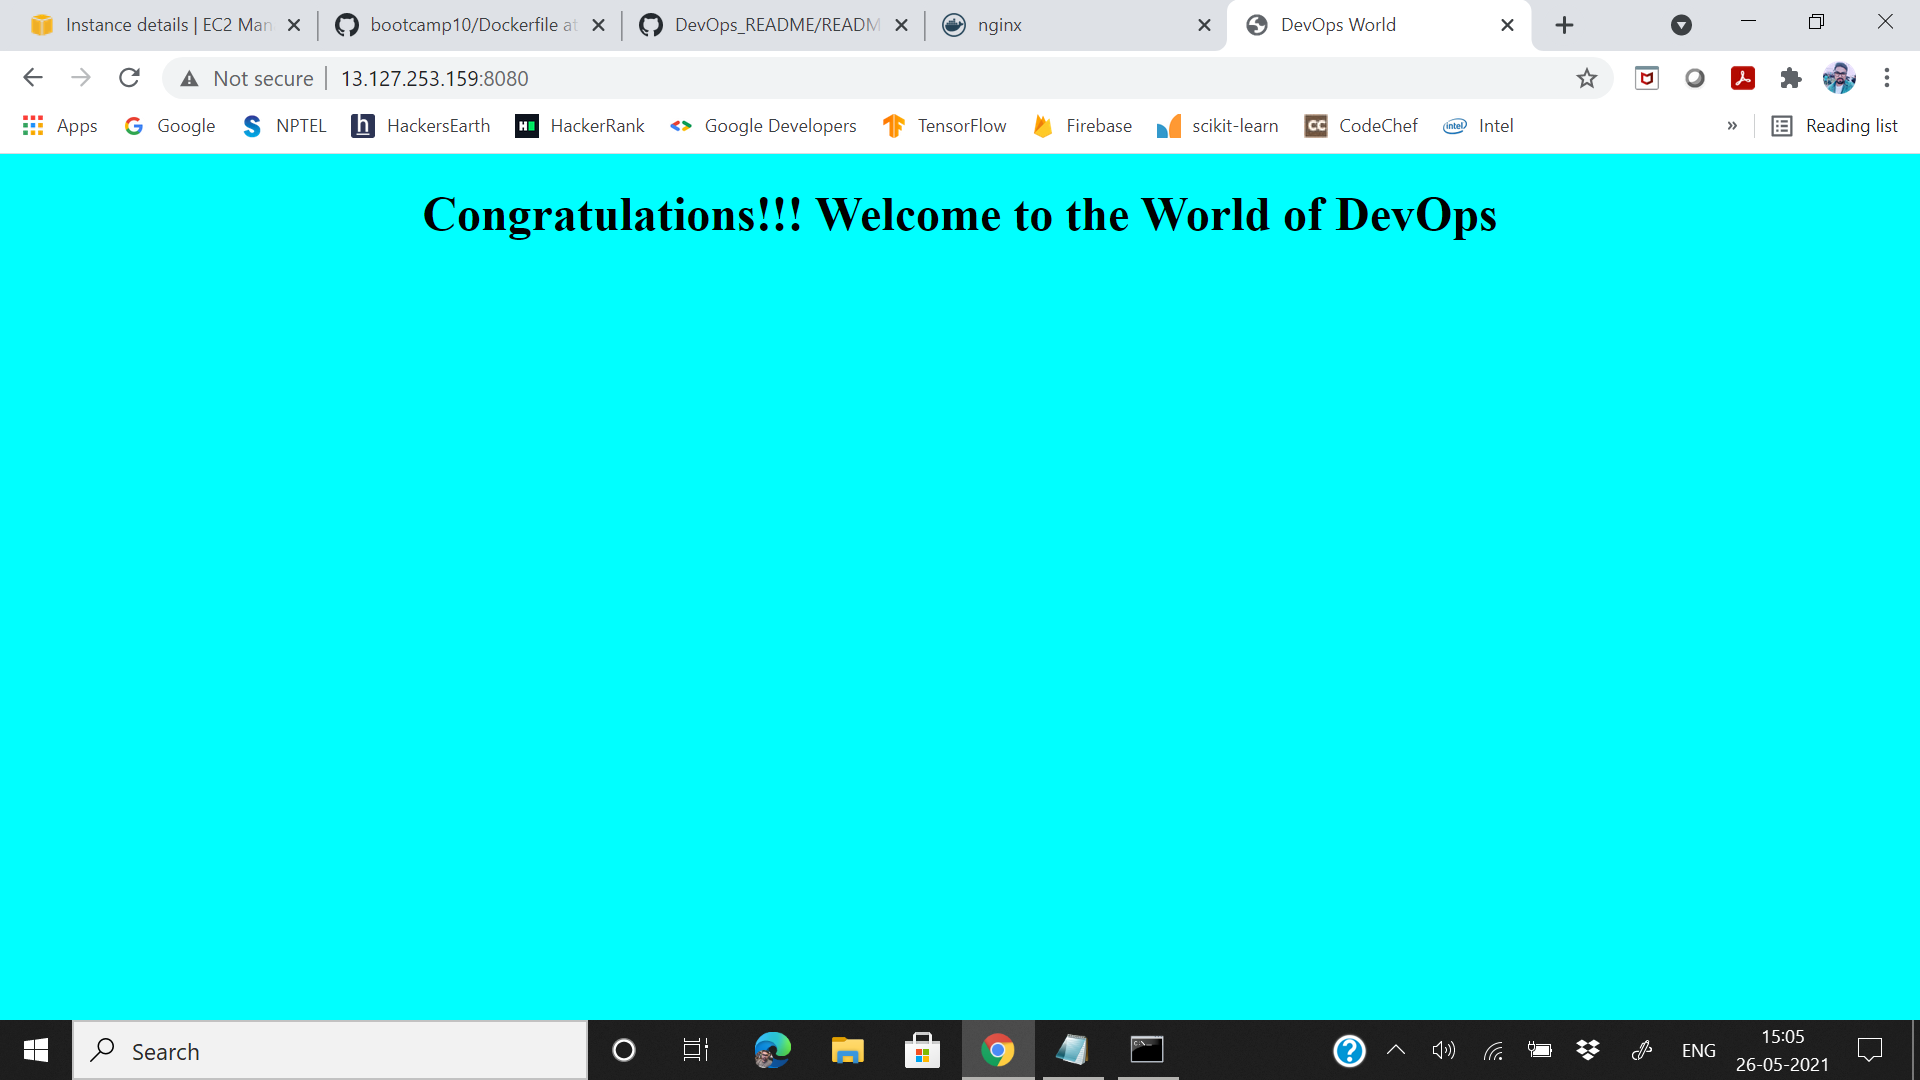 Instance details | EC2 Man
bootcamp10/Dockerfile at
DevOps_README/READM
nginx
DevOps World
Not secure
13.127.253.159:8080
Apps
Google
NPTEL
HackersEarth
HackerRank
Google Developers
TensorFlow
Firebase
scikit-learn
CodeChef
Intel
»
Reading list
Congratulations!!! Welcome to the World of DevOps
Search
ENG
15:05
26-05-2021